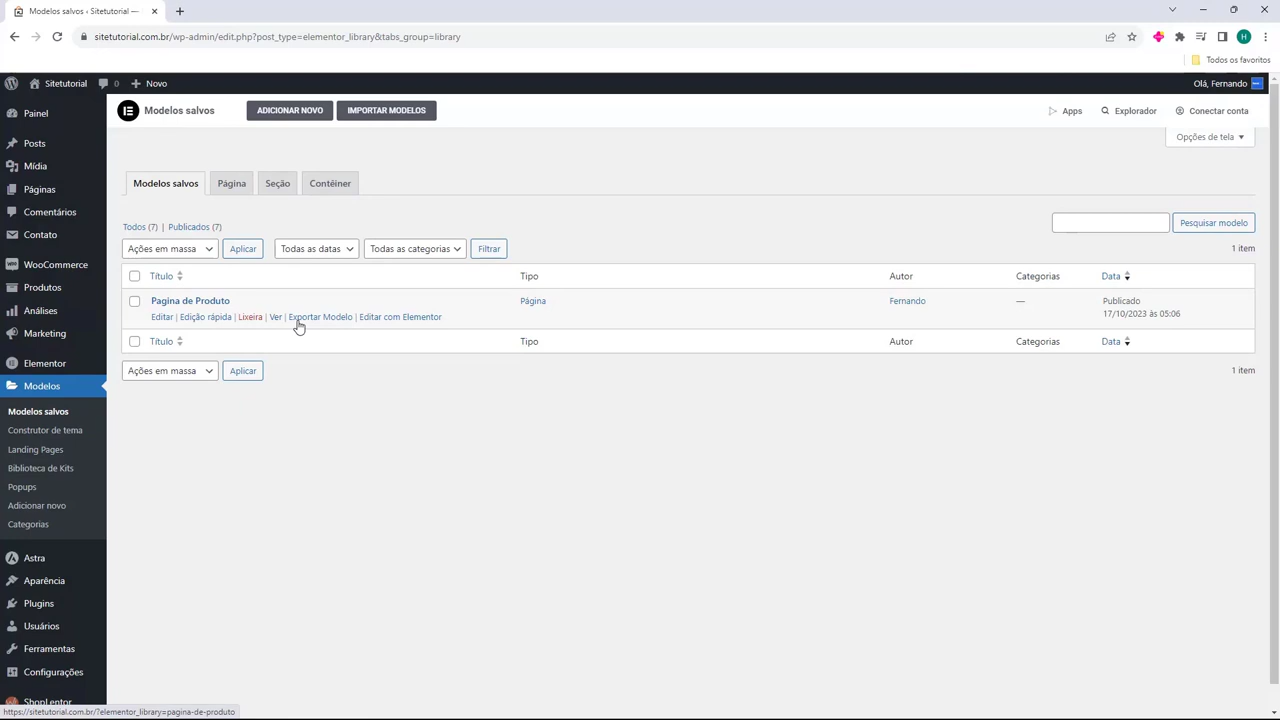 Modelos salvos ‹ Sitetutorial —
sitetutorial.com.br/wp-admin/edit.php?post_type=elementor_library&tabs_group=library
H
Todos os favoritos
Sitetutorial 0 Novo Olá, Fernando
Painel
Posts
Mídia
Páginas
Comentários
Contato
WooCommerce
Produtos
Análises
Marketing
Elementor
Modelos
Modelos salvos
Construtor de tema
Landing Pages
Biblioteca de Kits
Popups
Adicionar novo
Categorias
Astra
Aparência
Plugins
Usuários
Ferramentas
Configurações
ShopLentor
Modelos salvos ADICIONAR NOVO IMPORTAR MODELOS Apps Explorador Conectar conta
Opções de tela
Modelos salvos Página Seção Contêiner
Todos (7) | Publicados (7) Pesquisar modelo
Ações em massa Aplicar Todas as datas Todas as categorias Filtrar 1 item
Título Tipo Autor Categorias Data
Pagina de Produto Página Fernando — Publicado
Editar | Edição rápida | Lixeira | Ver | Exportar Modelo | Editar com Elementor 17/10/2023 às 05:06
Título Tipo Autor Categorias Data
Ações em massa Aplicar 1 item
https://sitetutorial.com.br/?elementor_library=pagina-de-produto